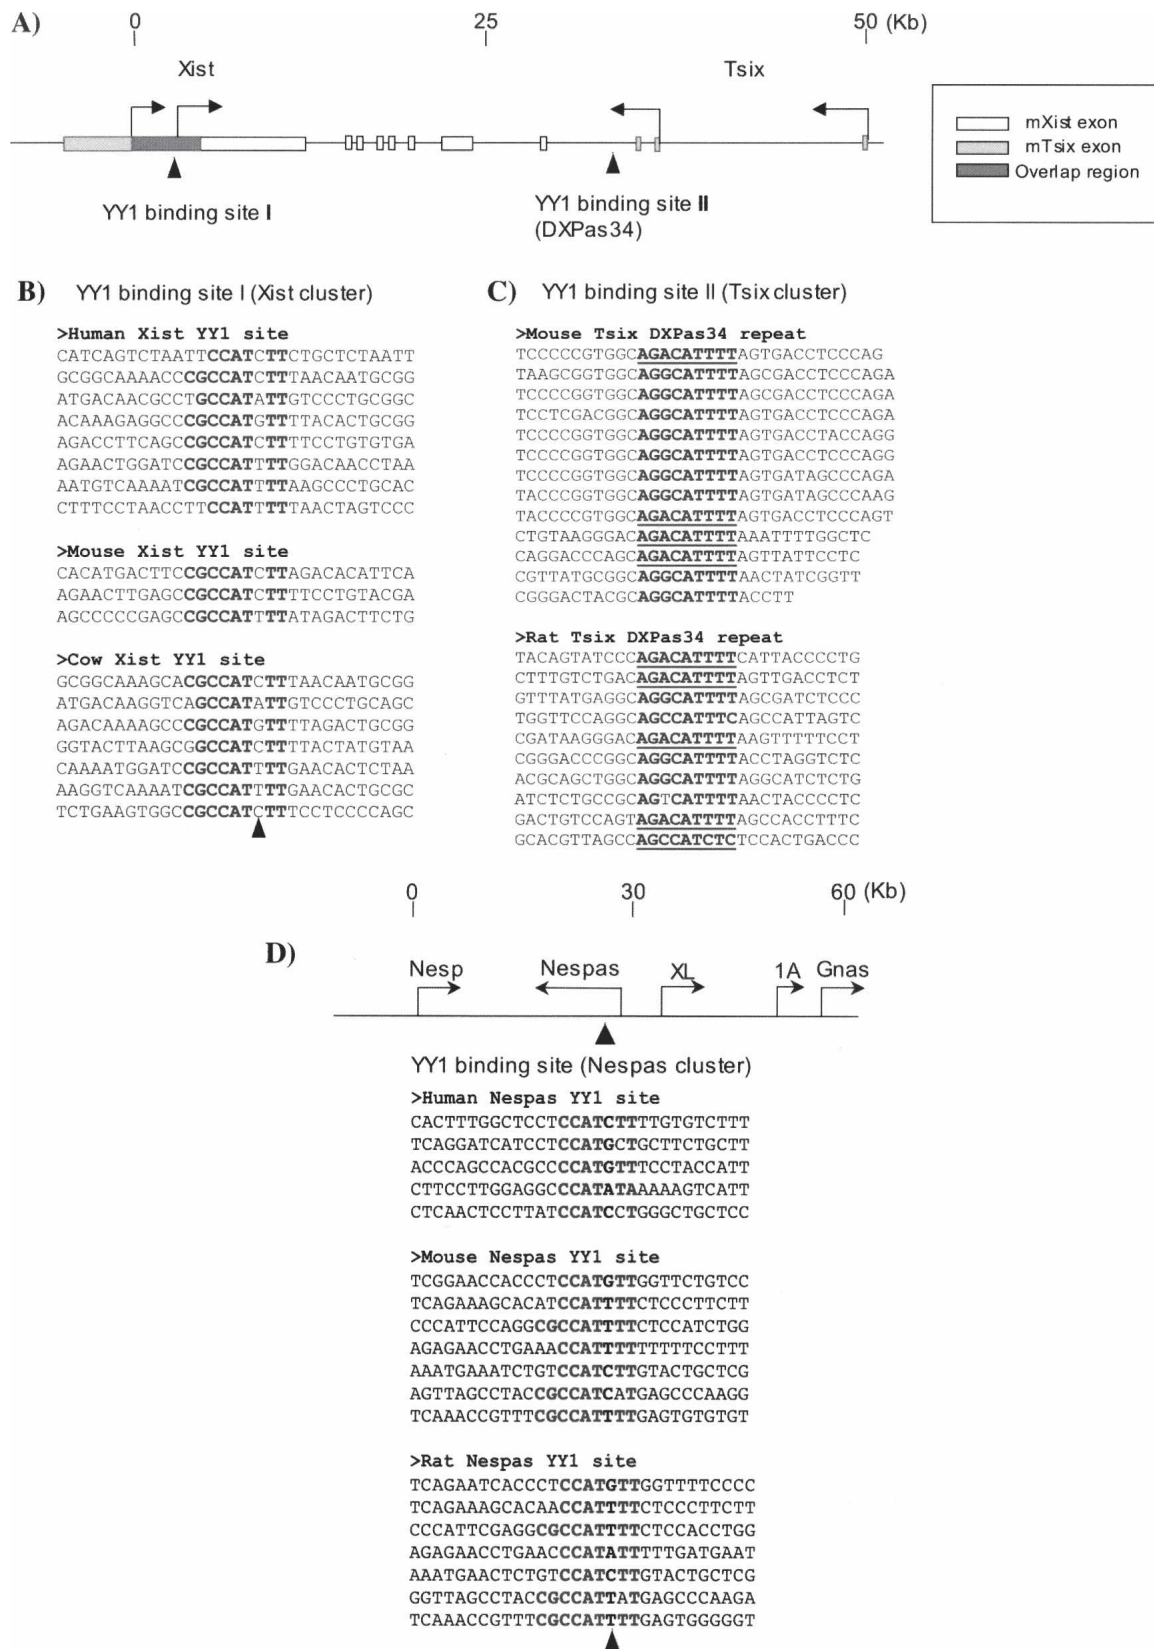 A)
0 25 50 (Kb)
Xist Tsix
mXist exon
mTsix exon
Overlap region
YY1 binding site I
YY1 binding site II
(DXPas34)
B) YY1 binding site I (Xist cluster)
>Human Xist YY1 site
CATCAGTCTAATTCCATCTTCTGCTCTAATT
GCGGCAAAACCCGCCATCTTTAACAATGCGG
ATGACAACGCCTGCCATATTGTCCCTGCGGC
ACAAAGAGGCCCGCCATGTTTACACTGCGG
AGACCTTCAGCCGCCATCTTTTCCTGTGTGA
AGAACTGGATCCGCCATTTTGGACAACCTAA
AATGTCAAAATCGCCATTTTAAGCCCTGCAC
CTTTCCTAACCTTCCATTTTTAACTAGTCCC
>Mouse Xist YY1 site
CACATGACTTCCGCCATCTTAGACACATTCA
AGAACTTGAGCCGCCATCTTTTCCTGTACGA
AGCCCCCGAGCCGCCATTTTATAGACTTCTG
>Cow Xist YY1 site
GCGGCAAAGCACGCCATCTTTAACAATGCGG
ATGACAAGGTCAGCCATATTGTCCCTGCAGC
AGACAAAAGCCCGCCATGTTTTAGACTGCGG
GGTACTTAAGCGGCCATCTTTTACTATGTAA
CAAAATGGATCCGCCATTTTGAACACTCTAA
AAGGTCAAAATCGCCATTTTGAACACTGCGC
TCTGAAGTGGCCGCCATCTTTCCTCCCCAGC
C) YY1 binding site II (Tsix cluster)
>Mouse Tsix DXPas34 repeat
TCCCCCGTGGCAGACATTTTAGTGACCTCCCAG
TAAGCGGTGGCAGGCATTTTAGCGACCTCCCAGA
TCCCCGGTGGCAGGCATTTTAGCGACCTCCCAGA
TCCTCGACGGCAGGCATTTTAGTGACCTCCCAGA
TCCCCGGTGGCAGGCATTTTAGTGACCTACCAGG
TCCCCGGTGGCAGGCATTTTAGTGACCTCCCAGG
TCCCCGGTGGCAGGCATTTTAGTGATAGCCCAGA
TACCCGGTGGCAGGCATTTTAGTGATAGCCCAAG
TACCCCGTGGCAGACATTTTAGTGACCTCCCAGT
CTGTAAGGGACAGACATTTTAAATTTTGGCTC
CAGGACCCAGCAGACATTTTAGTTATTCCTC
CGTTATGCGGCAGGCATTTTAACTATCGGTT
CGGGACTACGCAGGCATTTTACCTT
>Rat Tsix DXPas34 repeat
TACAGTATCCCAGACATTTTCATTACCCCTG
CTTTGTCTGACAGACATTTTAGTTGACCTCT
GTTTATGAGGCAGGCATTTTAGCGATCTCCC
TGGTTCCAGGCAGCCATTTCAGCCATTAGTC
CGATAAGGGACAGACATTTTAAGTTTTTCCT
CGGGACCCGGCAGGCATTTTACCTAGGTCTC
ACGCAGCTGGCAGGCATTTTAGGCATCTCTG
ATCTCTGCCGCAGTCATTTTAACTACCCCTC
GACTGTCCAGTAGACATTTTAGCCACCTTTC
GCACGTTAGCCAGCCATCTCTCCACTGACCC
D)
0 30 60 (Kb)
Nesp Nespas XL 1A Gnas
YY1 binding site (Nespas cluster)
>Human Nespas YY1 site
CACTTTGGCTCCTCCATCTTTTGTGTCTTT
TCAGGATCATCCTCCATGCTGCTTCTGCTT
ACCCAGCCACGCCCCATGTTTCCTACCATT
CTTCCTTGGAGGCCCATATAAAAAGTCATT
CTCAACTCCTTATCCATCCTGGGCTGCTCC
>Mouse Nespas YY1 site
TCGGAACCACCCTCCATGTTGGTTCTGTCC
TCAGAAAGCACATCCATTTTCTCCCTTCTT
CCCATTCCAGGCGCCATTTTCTCCATCTGG
AGAGAACCTGAAACCATTTTTTTTTCCTTT
AAATGAAATCTGTCCATCTTGTACTGCTCG
AGTTAGCCTACCGCCATCATGAGCCCAAGG
TCAAACCGTTTCGCCATTTTGAGTGTGTGT
>Rat Nespas YY1 site
TCAGAATCACCCTCCATGTTGGTTTTCCCC
TCAGAAAGCACAACCATTTTCTCCCTTCTT
CCCATTCGAGGCGCCATTTTCTCCACCTGG
AGAGAACCTGAACCCATATTTTTGATGAAT
AAATGAACTCTGTCCATCTTGTACTGCTCG
GGTTAGCCTACCGCCATTATGAGCCCAAGA
TCAAACCGTTTCGCCATTTTGAGTGGGGGT